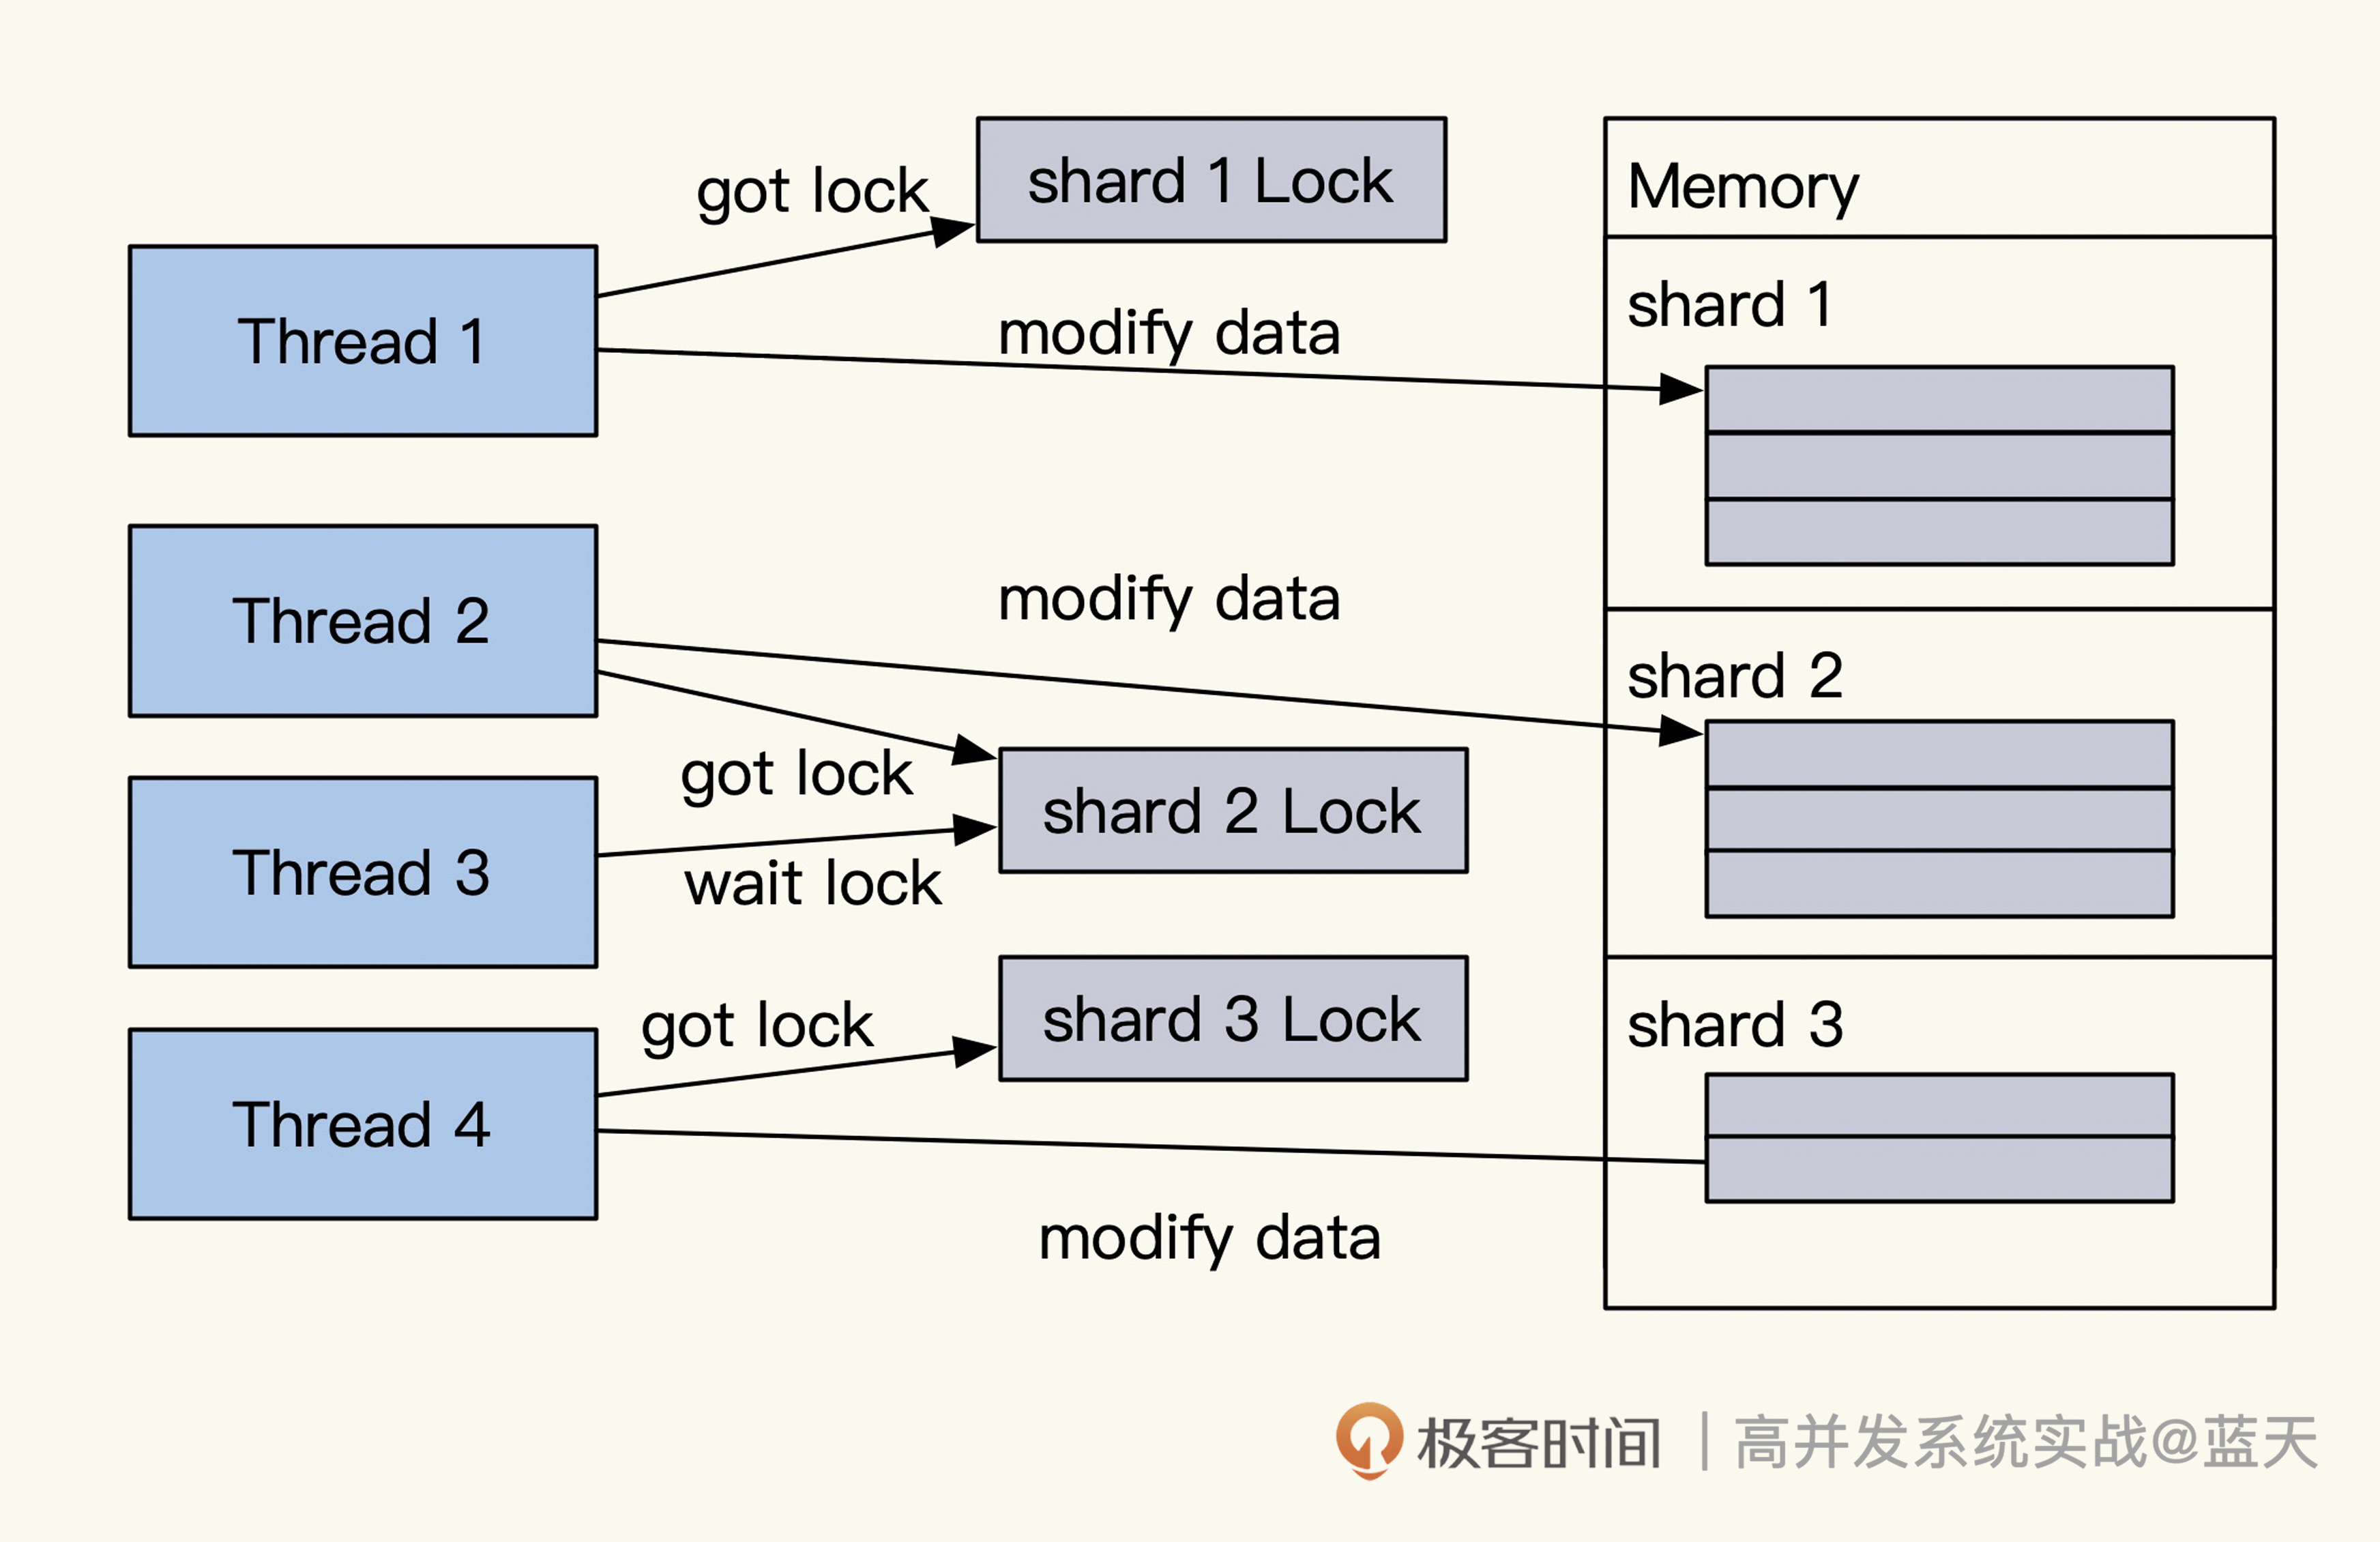 shard 1 Lock
Memory
got lock
shard 1
Thread 1
modify data
modify data
Thread 2
shard 2
got lock
shard 2 Lock
Thread 3
wait lock
got lock
shard 3 Lock
shard 3
Thread 4
modify data
极客时间 | 高并发系统实战@蓝天